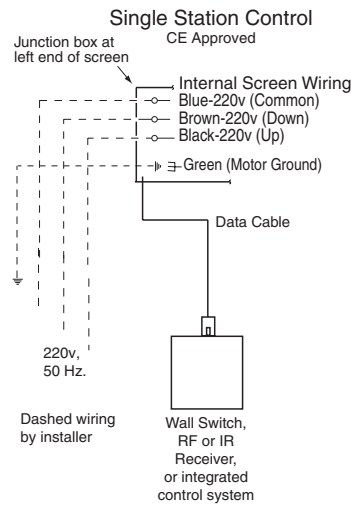 Single Station Control
CE Approved
Junction box at
left end of screen
Internal Screen Wiring
Blue-220v (Common)
Brown-220v (Down)
Black-220v (Up)
Green (Motor Ground)
Data Cable
220v,
50 Hz.
Dashed wiring
by installer
Wall Switch,
RF or IR
Receiver,
or integrated
control system